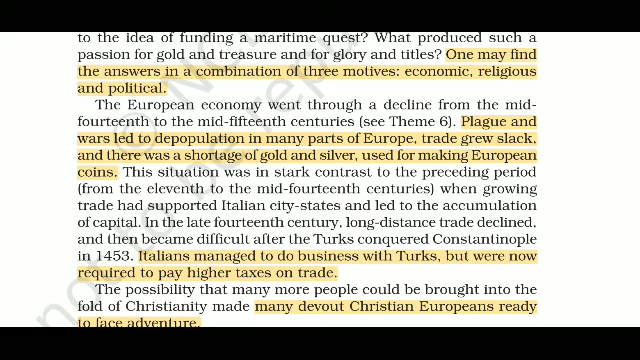 to the idea of funding a maritime quest? What produced such a
passion for gold and treasure and for glory and titles? One may find
the answers in a combination of three motives: economic, religious
and political.
The European economy went through a decline from the mid-
fourteenth to the mid-fifteenth centuries (see Theme 6). Plague and
wars led to depopulation in many parts of Europe, trade grew slack,
and there was a shortage of gold and silver, used for making European
coins. This situation was in stark contrast to the preceding period
(from the eleventh to the mid-fourteenth centuries) when growing
trade had supported Italian city-states and led to the accumulation
of capital. In the late fourteenth century, long-distance trade declined,
and then became difficult after the Turks conquered Constantinople
in 1453. Italians managed to do business with Turks, but were now
required to pay higher taxes on trade.
The possibility that many more people could be brought into the
fold of Christianity made many devout Christian Europeans ready
to face adventure.